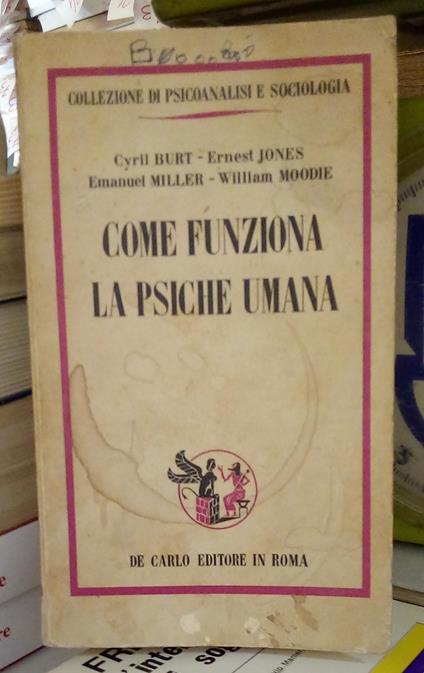 COLLEZIONE DI PSICOANALISI E SOCIOLOGIA
Cyril BURT - Ernest JONES
Emanuel MILLER - William MOODIE
COME FUNZIONA
LA PSICHE UMANA
DE CARLO EDITORE IN ROMA